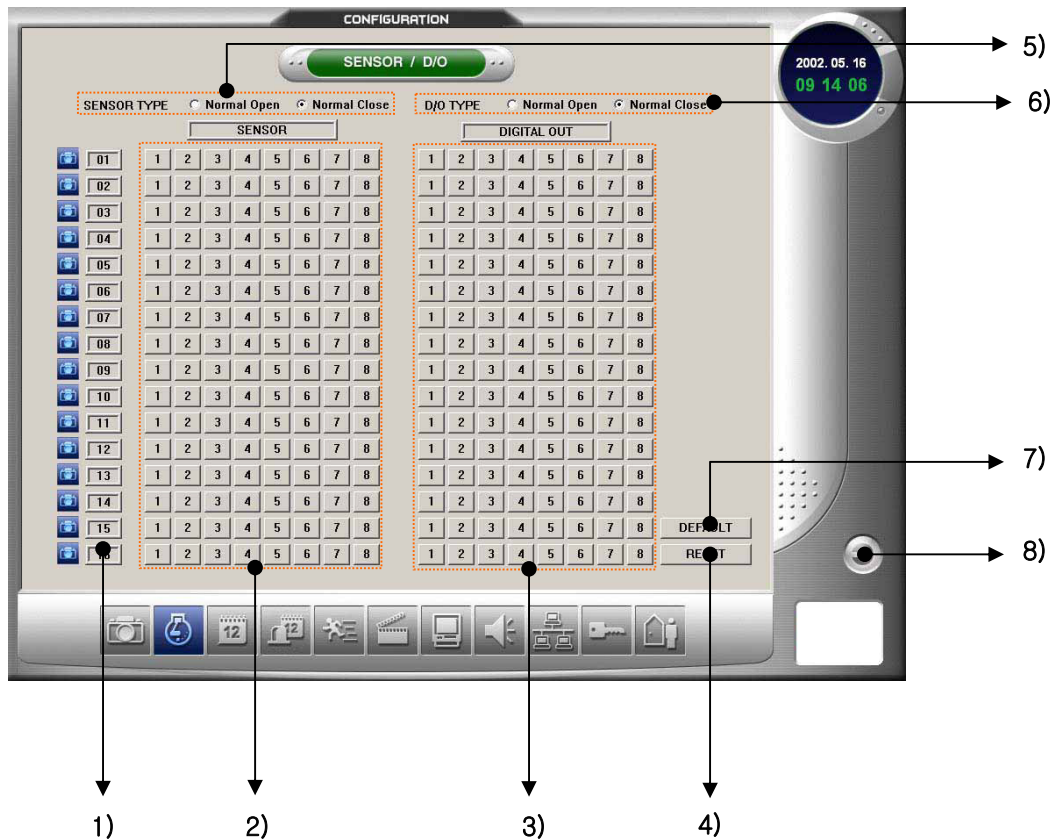 CONFIGURATION
SENSOR / D/O
2002. 05. 16
09 14 06
5)
SENSOR TYPE Normal Open Normal Close D/O TYPE Normal Open Normal Close
6)
SENSOR DIGITAL OUT
01 1 2 3 4 5 6 7 8 1 2 3 4 5 6 7 8
02 1 2 3 4 5 6 7 8 1 2 3 4 5 6 7 8
03 1 2 3 4 5 6 7 8 1 2 3 4 5 6 7 8
04 1 2 3 4 5 6 7 8 1 2 3 4 5 6 7 8
05 1 2 3 4 5 6 7 8 1 2 3 4 5 6 7 8
06 1 2 3 4 5 6 7 8 1 2 3 4 5 6 7 8
07 1 2 3 4 5 6 7 8 1 2 3 4 5 6 7 8
08 1 2 3 4 5 6 7 8 1 2 3 4 5 6 7 8
09 1 2 3 4 5 6 7 8 1 2 3 4 5 6 7 8
10 1 2 3 4 5 6 7 8 1 2 3 4 5 6 7 8
11 1 2 3 4 5 6 7 8 1 2 3 4 5 6 7 8
12 1 2 3 4 5 6 7 8 1 2 3 4 5 6 7 8
13 1 2 3 4 5 6 7 8 1 2 3 4 5 6 7 8
7)
14 1 2 3 4 5 6 7 8 1 2 3 4 5 6 7 8
15 1 2 3 4 5 6 7 8 1 2 3 4 5 6 7 8 DEFAULT
16 1 2 3 4 5 6 7 8 1 2 3 4 5 6 7 8 RESET
8)
12 12
1) 2) 3) 4)